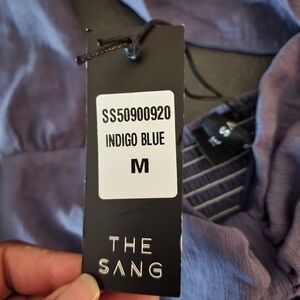 SS50900920
INDIGO BLUE
M
THE
SANG